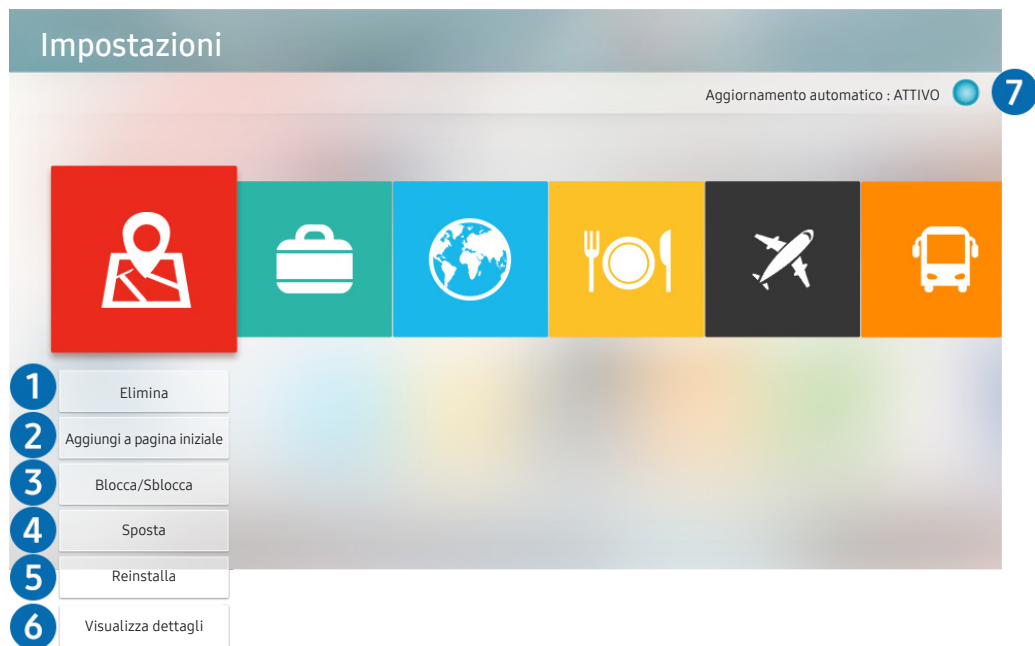 Impostazioni
Aggiornamento automatico : ATTIVO
7
1
Elimina
2
Aggiungi a pagina iniziale
3
Blocca/Sblocca
4
Sposta
5
Reinstalla
6
Visualizza dettagli